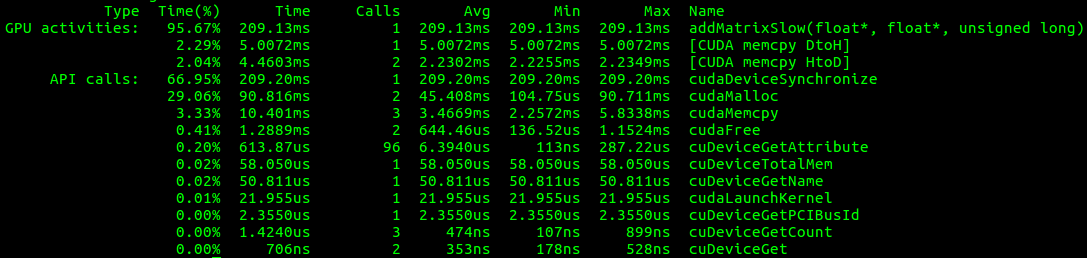 Type Time(%) Time Calls Avg Min Max Name
GPU activities: 95.67% 209.13ms 1 209.13ms 209.13ms 209.13ms addMatrixSlow(float*, float*, unsigned long)
2.29% 5.0072ms 1 5.0072ms 5.0072ms 5.0072ms [CUDA memcpy DtoH]
2.04% 4.4603ms 2 2.2302ms 2.2255ms 2.2349ms [CUDA memcpy HtoD]
API calls: 66.95% 209.20ms 1 209.20ms 209.20ms 209.20ms cudaDeviceSynchronize
29.06% 90.816ms 2 45.408ms 104.75us 90.711ms cudaMalloc
3.33% 10.401ms 3 3.4669ms 2.2572ms 5.8338ms cudaMemcpy
0.41% 1.2889ms 2 644.46us 136.52us 1.1524ms cudaFree
0.20% 613.87us 96 6.3940us 113ns 287.22us cuDeviceGetAttribute
0.02% 58.050us 1 58.050us 58.050us 58.050us cuDeviceTotalMem
0.02% 50.811us 1 50.811us 50.811us 50.811us cuDeviceGetName
0.01% 21.955us 1 21.955us 21.955us 21.955us cudaLaunchKernel
0.00% 2.3550us 1 2.3550us 2.3550us 2.3550us cuDeviceGetPCIBusId
0.00% 1.4240us 3 474ns 107ns 899ns cuDeviceGetCount
0.00% 706ns 2 353ns 178ns 528ns cuDeviceGet